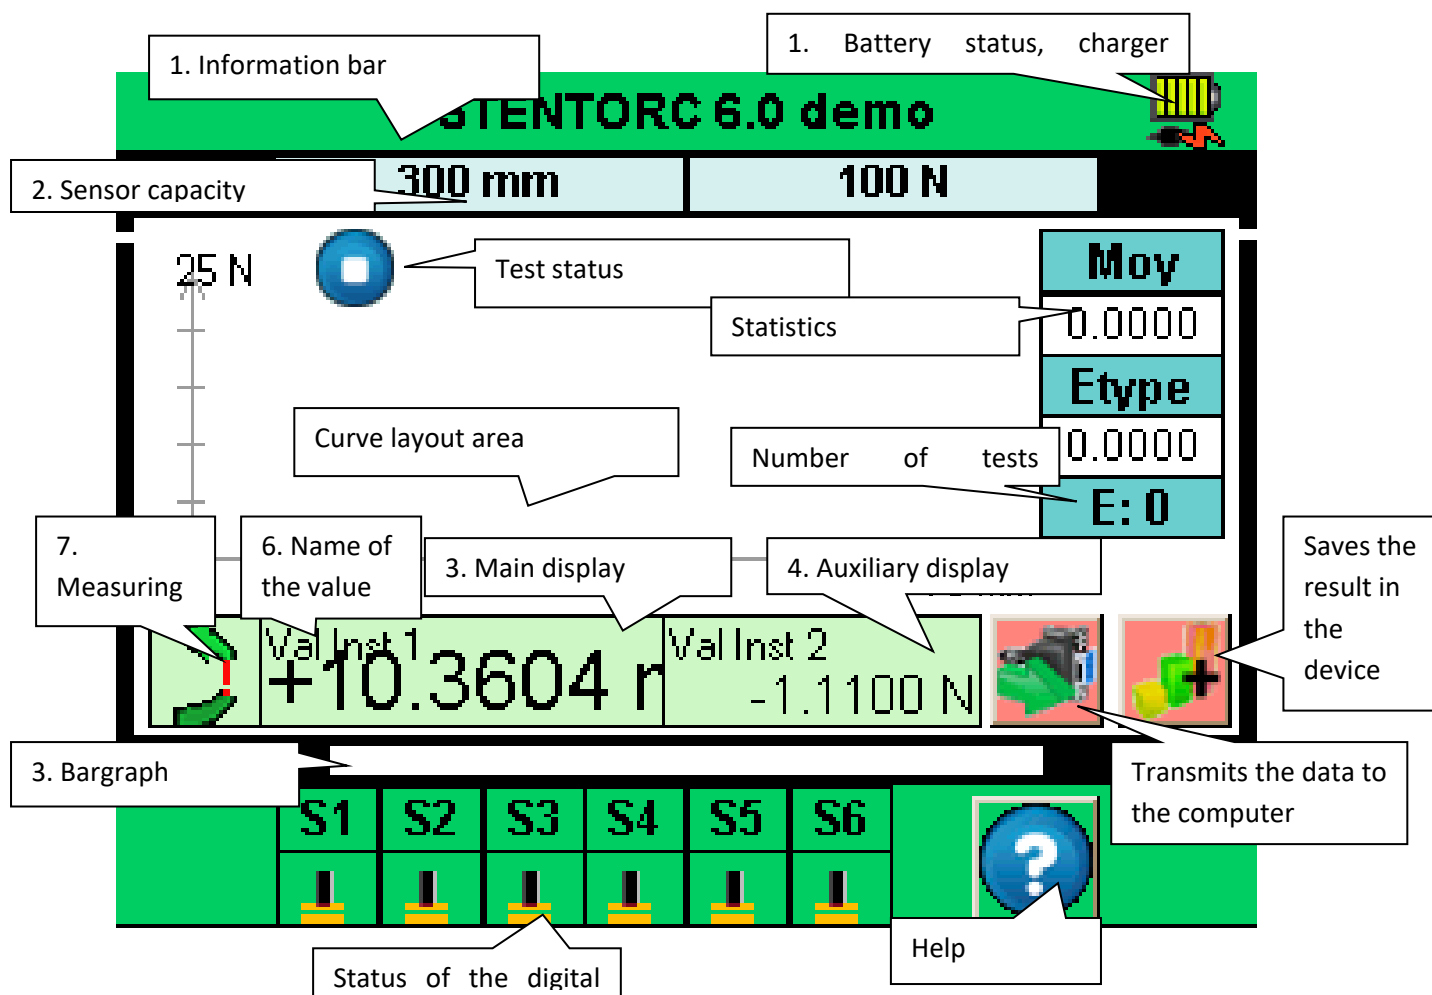 1. Information bar
1. Battery status, charger
STENTORC 6.0 demo
2. Sensor capacity
300 mm
100 N
25 N
Test status
Moy
Statistics
0.0000
Etype
Curve layout area
Number of tests
0.0000
E: 0
7.
Measuring
6. Name of
the value
3. Main display
4. Auxiliary display
Saves the
result in
the
device
Val Inst 1
+10.3604
Val Inst 2
-1.1100 N
3. Bargraph
Transmits the data to
the computer
S1 S2 S3 S4 S5 S6
?
Help
Status of the digital